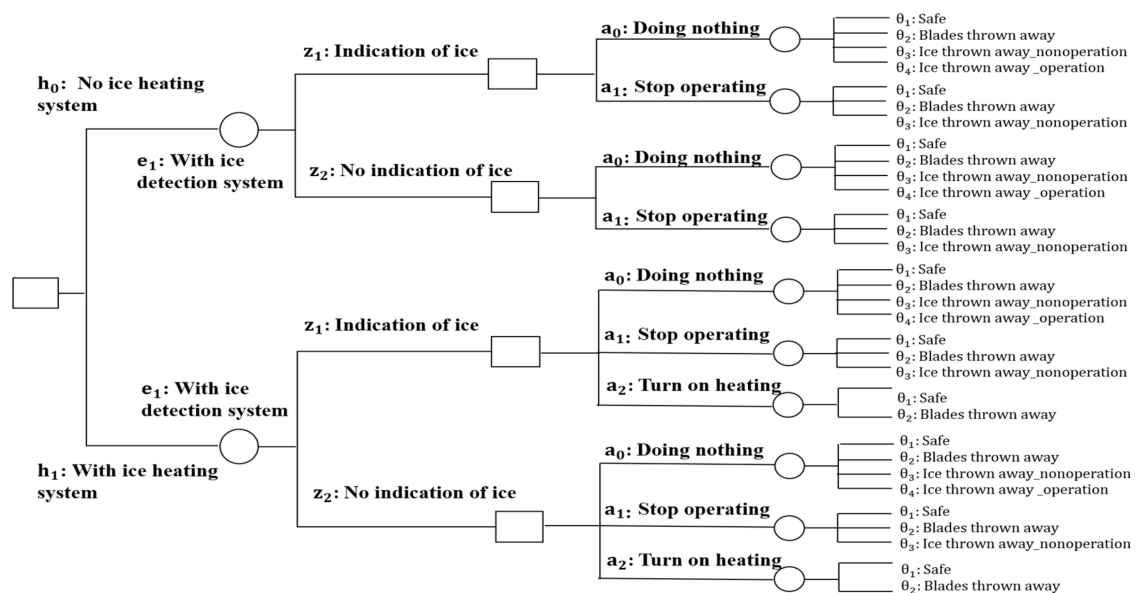 h₀: No ice heating
system
e₁: With ice
detection system
z₁: Indication of ice
a₀: Doing nothing
θ₁: Safe
θ₂: Blades thrown away
θ₃: Ice thrown away_nonoperation
θ₄: Ice thrown away _operation
a₁: Stop operating
θ₁: Safe
θ₂: Blades thrown away
θ₃: Ice thrown away_nonoperation
z₂: No indication of ice
a₀: Doing nothing
θ₁: Safe
θ₂: Blades thrown away
θ₃: Ice thrown away_nonoperation
θ₄: Ice thrown away _operation
a₁: Stop operating
θ₁: Safe
θ₂: Blades thrown away
θ₃: Ice thrown away_nonoperation
e₁: With ice
detection system
h₁: With ice heating
system
z₁: Indication of ice
a₀: Doing nothing
θ₁: Safe
θ₂: Blades thrown away
θ₃: Ice thrown away_nonoperation
θ₄: Ice thrown away _operation
a₁: Stop operating
θ₁: Safe
θ₂: Blades thrown away
θ₃: Ice thrown away_nonoperation
a₂: Turn on heating
θ₁: Safe
θ₂: Blades thrown away
z₂: No indication of ice
a₀: Doing nothing
θ₁: Safe
θ₂: Blades thrown away
θ₃: Ice thrown away_nonoperation
θ₄: Ice thrown away _operation
a₁: Stop operating
θ₁: Safe
θ₂: Blades thrown away
θ₃: Ice thrown away_nonoperation
a₂: Turn on heating
θ₁: Safe
θ₂: Blades thrown away